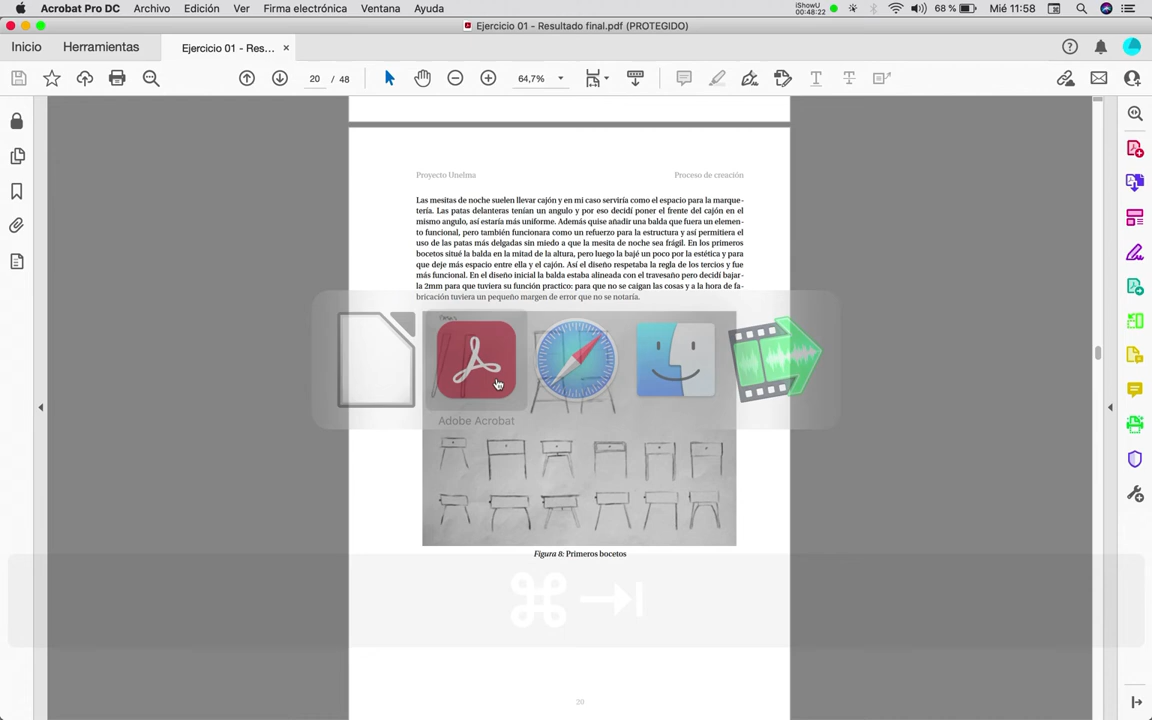 Acrobat Pro DC Archivo Edición Ver Firma electrónica Ventana Ayuda iShowU 00:48:22 68 % Mié 11:58
Ejercicio 01 - Resultado final.pdf (PROTEGIDO)
Inicio Herramientas Ejercicio 01 - Res... ×
20 / 48 64,7%
Proyecto Unelma Proceso de creación
Las mesitas de noche suelen llevar cajón y en mi caso serviría como el espacio para la marque-
tería. Las patas delanteras tenían un angulo y por eso decidí poner el frente del cajón en el
mismo angulo, así estaría más uniforme. Además quise añadir una balda que fuera un elemen-
to funcional, pero también funcionara como un refuerzo para la estructura y así permitiera el
uso de las patas más delgadas sin miedo a que la mesita de noche sea frágil. En los primeros
bocetos situé la balda en la mitad de la altura, pero luego la bajé un poco por la estética y para
que deje más espacio entre ella y el cajón. Así el diseño respetaba la regla de los tercios y fue
más funcional. En el diseño inicial la balda estaba alineada con el travesaño pero decidí bajar-
la 2mm para que tuviera su función practico: para que no se caigan las cosas y a la hora de fa-
bricación tuviera un pequeño margen de error que no se notaría.
Adobe Acrobat
Figura 8: Primeros bocetos
⌘⇥
20